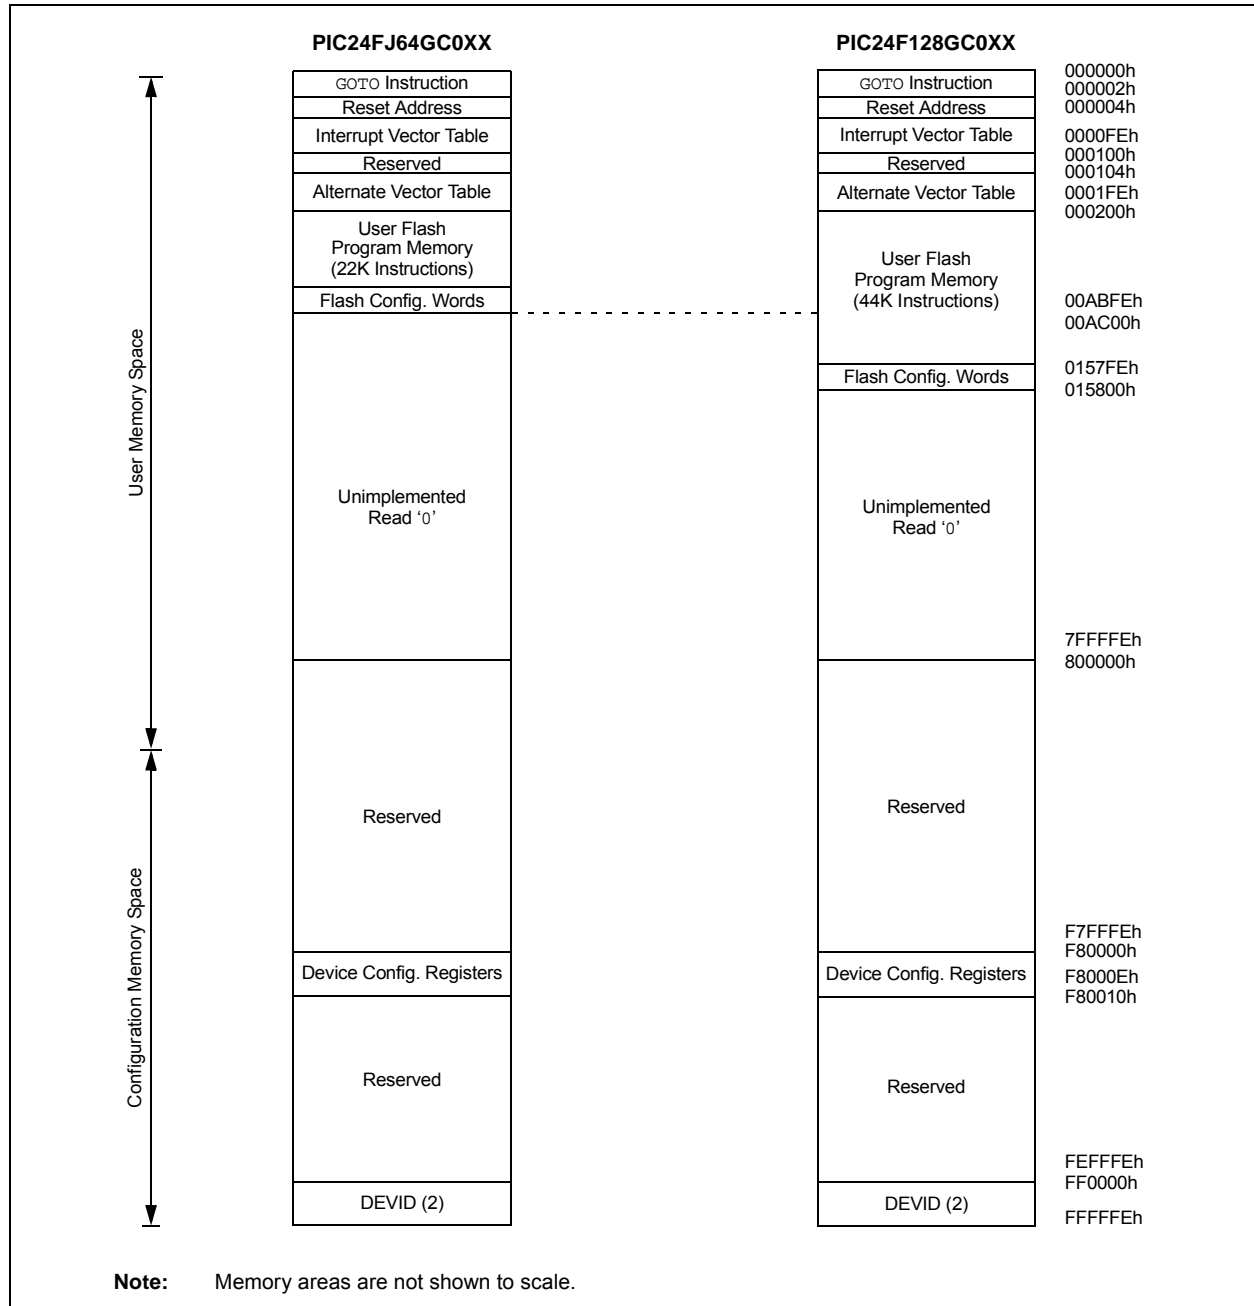 PIC24FJ64GC0XX
PIC24F128GC0XX
User Memory Space
Configuration Memory Space
GOTO Instruction
Reset Address
Interrupt Vector Table
Reserved
Alternate Vector Table
User Flash
Program Memory
(22K Instructions)
Flash Config. Words
Unimplemented
Read ‘0’
Reserved
Device Config. Registers
Reserved
DEVID (2)
GOTO Instruction
Reset Address
Interrupt Vector Table
Reserved
Alternate Vector Table
User Flash
Program Memory
(44K Instructions)
Flash Config. Words
Unimplemented
Read ‘0’
Reserved
Device Config. Registers
Reserved
DEVID (2)
000000h
000002h
000004h
0000FEh
000100h
000104h
0001FEh
000200h
00ABFEh
00AC00h
0157FEh
015800h
7FFFFEh
800000h
F7FFFEh
F80000h
F8000Eh
F80010h
FEFFFEh
FF0000h
FFFFFEh
Note: Memory areas are not shown to scale.